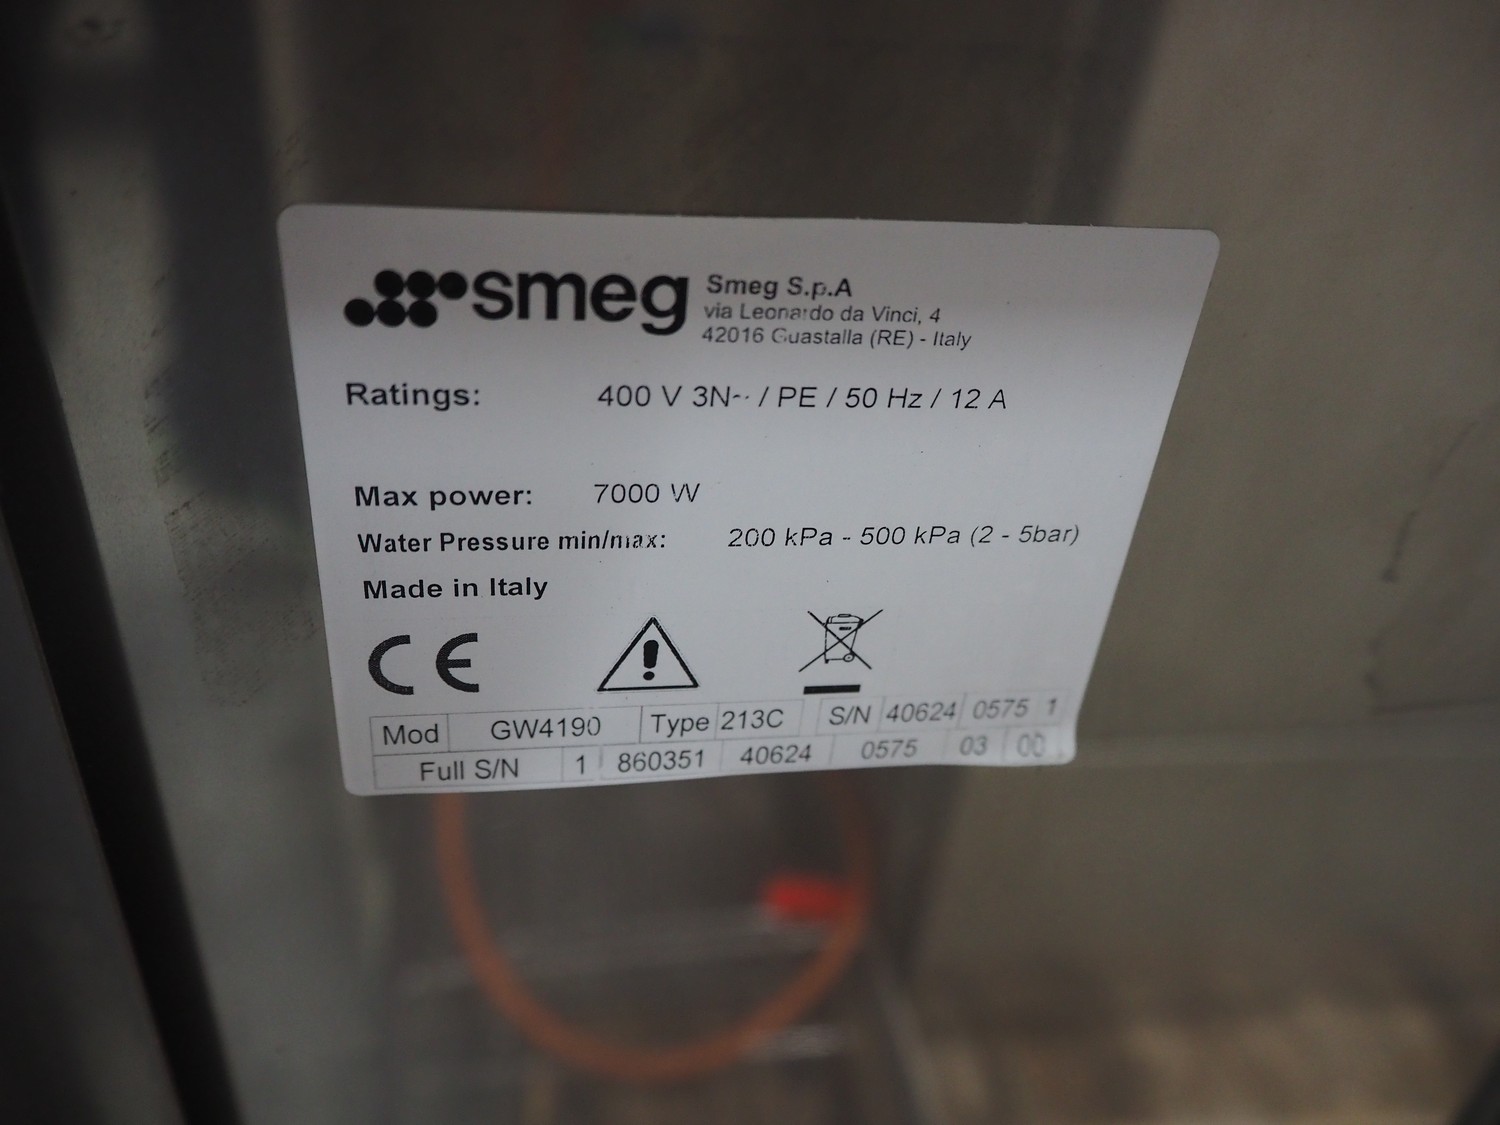 smeg
Smeg S.p.A
via Leonardo da Vinci, 4
42016 Guastalla (RE) - Italy
Ratings: 400 V 3N~ / PE / 50 Hz / 12 A
Max power: 7000 W
Water Pressure min/max: 200 kPa - 500 kPa (2 - 5bar)
Made in Italy
CE
Mod GW4190 Type 213C S/N 40624 0575 1
Full S/N 1 860351 40624 0575 03 00